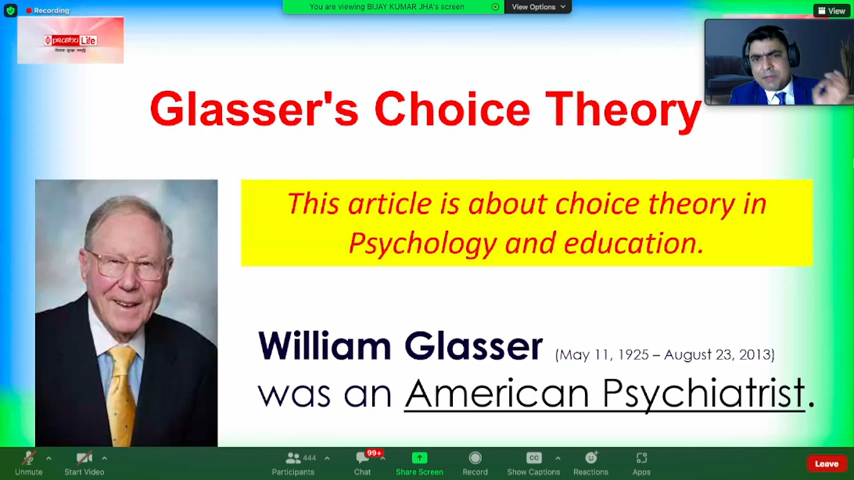 Recording
You are viewing BIJAY KUMAR JHA's screen
View Options
View
Life
Glasser's Choice Theory
This article is about choice theory in
Psychology and education.
William Glasser (May 11, 1925 – August 23, 2013)
was an American Psychiatrist.
444
99+
Unmute
Start Video
Participants
Chat
Share Screen
Record
CC
Show Captions
Reactions
Apps
Leave